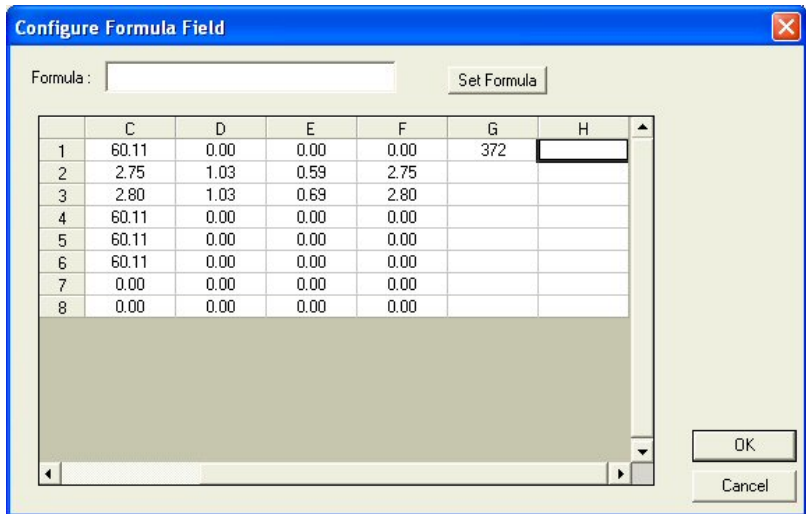 Configure Formula Field
Formula : Set Formula
C D E F G H
1 60.11 0.00 0.00 0.00 372
2 2.75 1.03 0.59 2.75
3 2.80 1.03 0.69 2.80
4 60.11 0.00 0.00 0.00
5 60.11 0.00 0.00 0.00
6 60.11 0.00 0.00 0.00
7 0.00 0.00 0.00 0.00
8 0.00 0.00 0.00 0.00
OK
Cancel